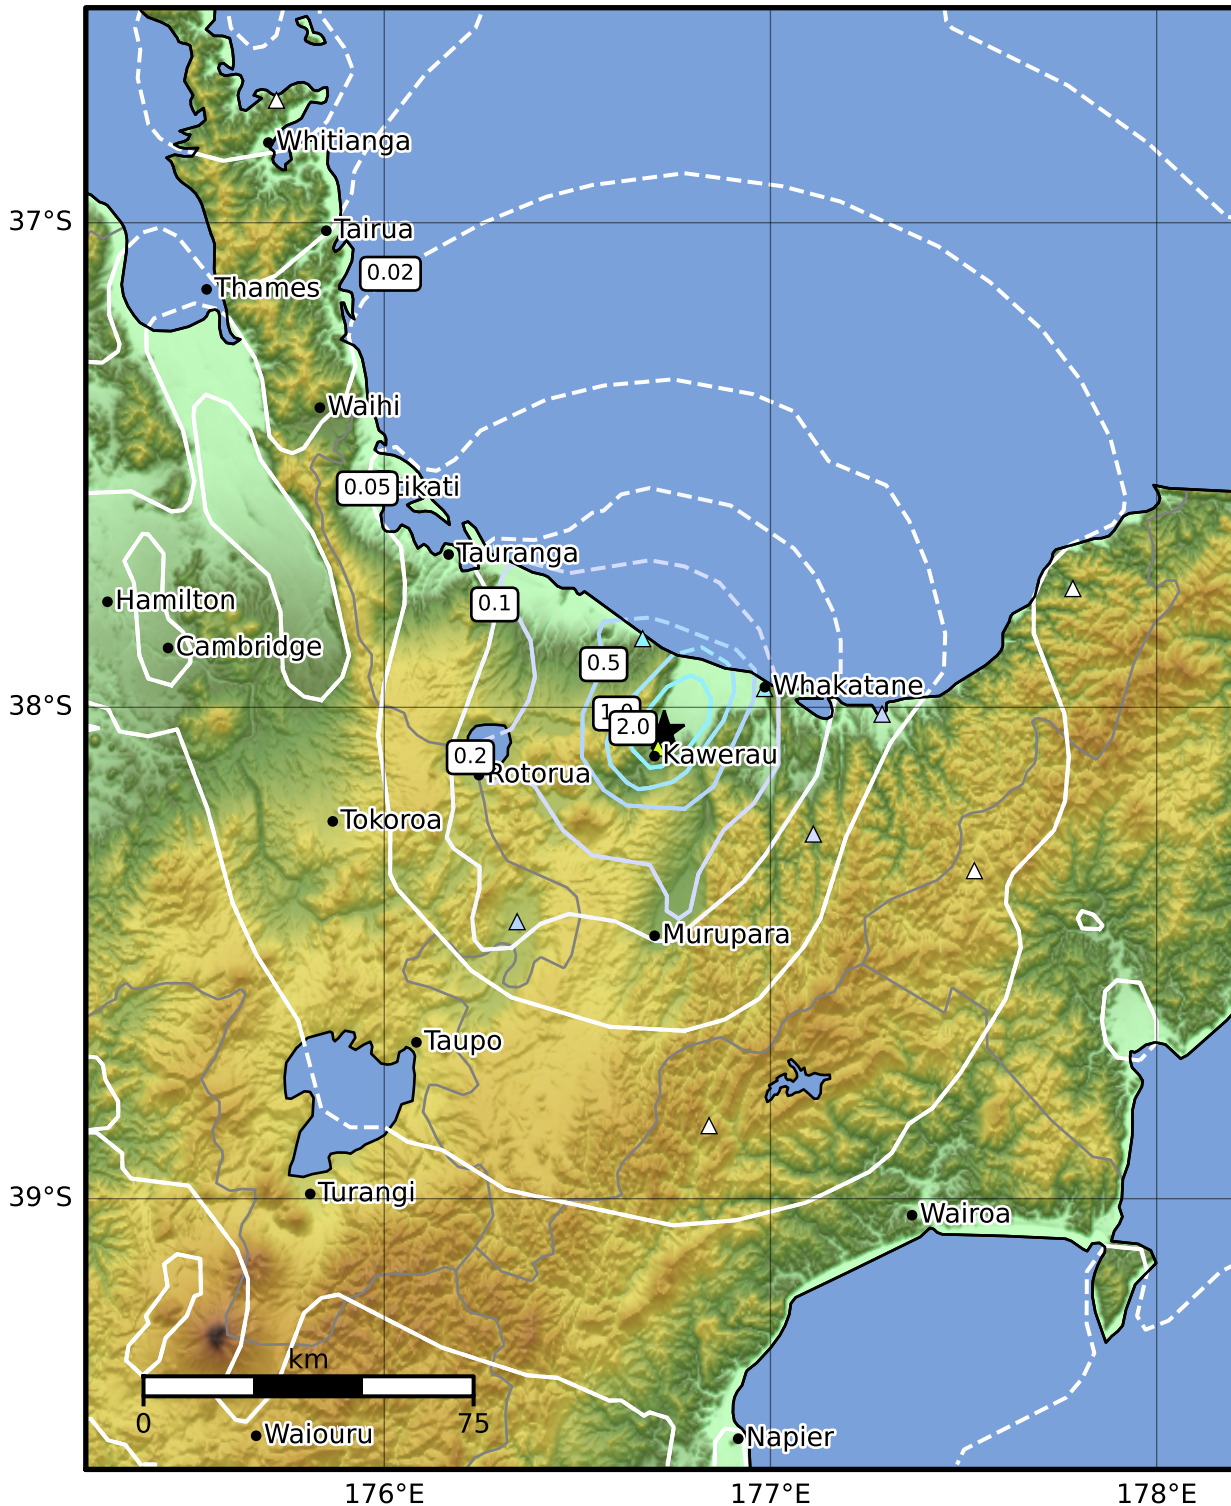 Whitianga
37°S
Tairua
0.02
Thames
Waihi
0.05
tikati
Tauranga
0.1
Hamilton
Cambridge
0.5
Whakatane
38°S
2.0
Kawerau
0.2
Rotorua
Tokoroa
Murupara
Taupo
39°S
Turangi
Wairoa
km
0
75
Waiouru
Napier
176°E
177°E
178°E